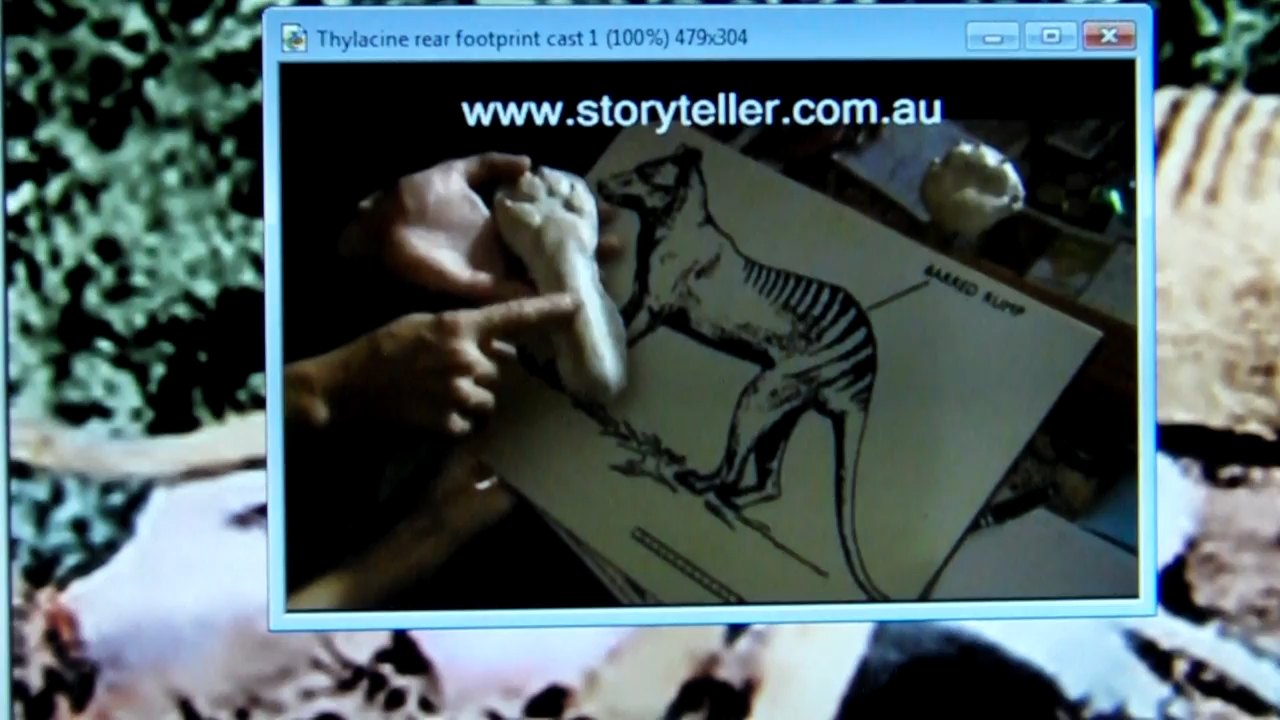 Thylacine rear footprint cast 1 (100%) 479x304
www.storyteller.com.au
BARRED RUMP